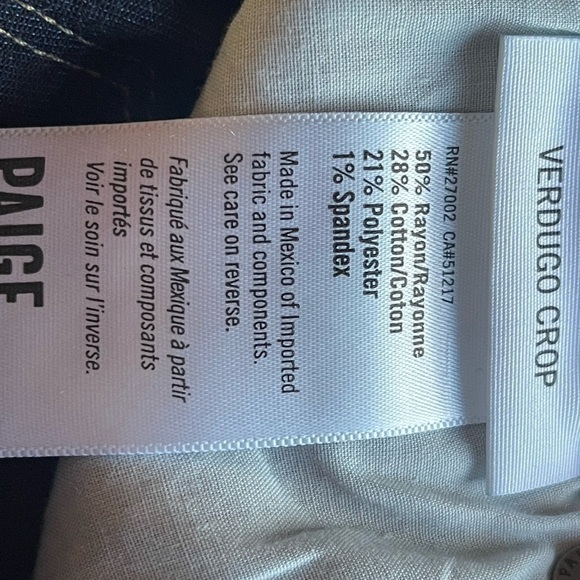 VERDUGO CROP
RN#27002 CA#51217
50% Rayon/Rayonne
28% Cotton/Coton
21% Polyester
1% Spandex
Made in Mexico of Imported
fabric and components.
See care on reverse.
Fabriqué aux Mexique à partir
de tissus et composants
importés
Voir le soin sur l'inverse.
PAIGE